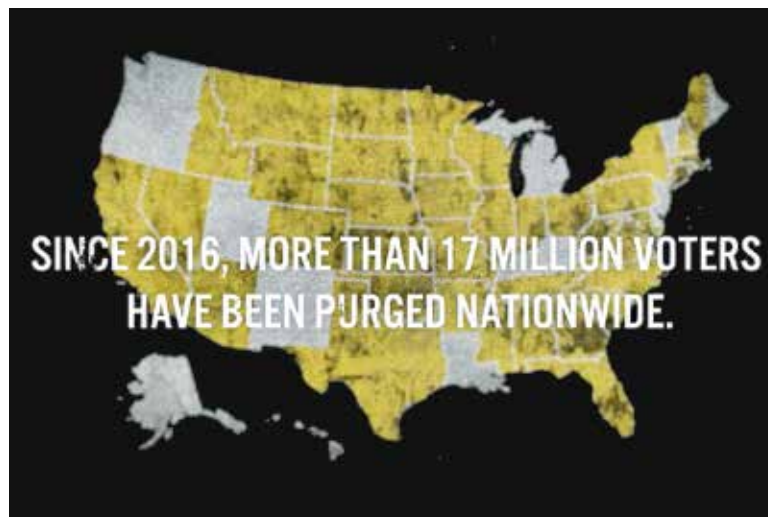 SINCE 2016, MORE THAN 17 MILLION VOTERS
HAVE BEEN PURGED NATIONWIDE.